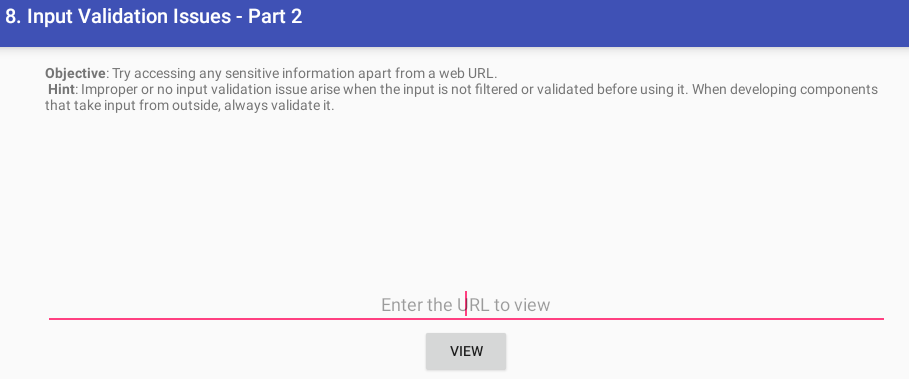 8. Input Validation Issues - Part 2
Objective: Try accessing any sensitive information apart from a web URL.
Hint: Improper or no input validation issue arise when the input is not filtered or validated before using it. When developing components
that take input from outside, always validate it.
Enter the URL to view
VIEW